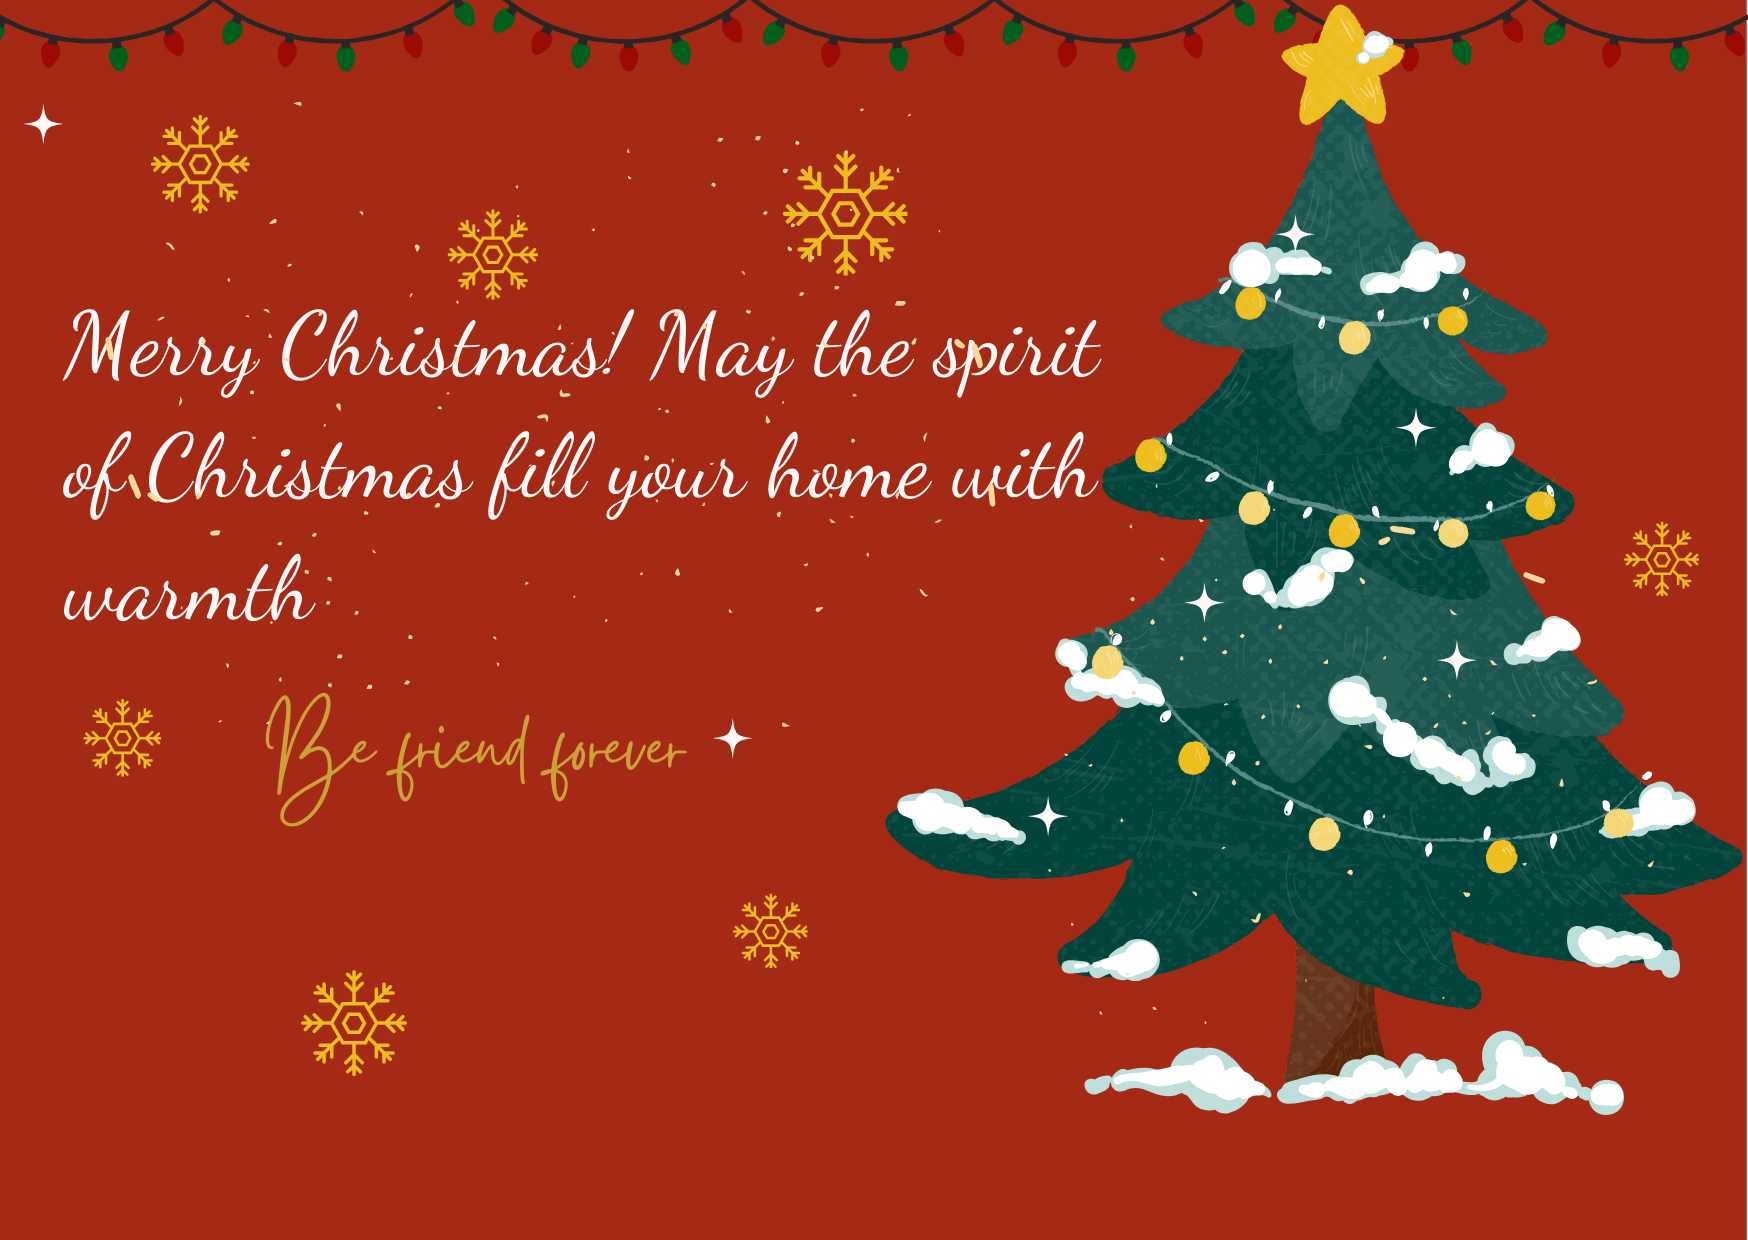 Merry Christmas! May the spirit
of Christmas fill your home with
warmth
Be friend forever